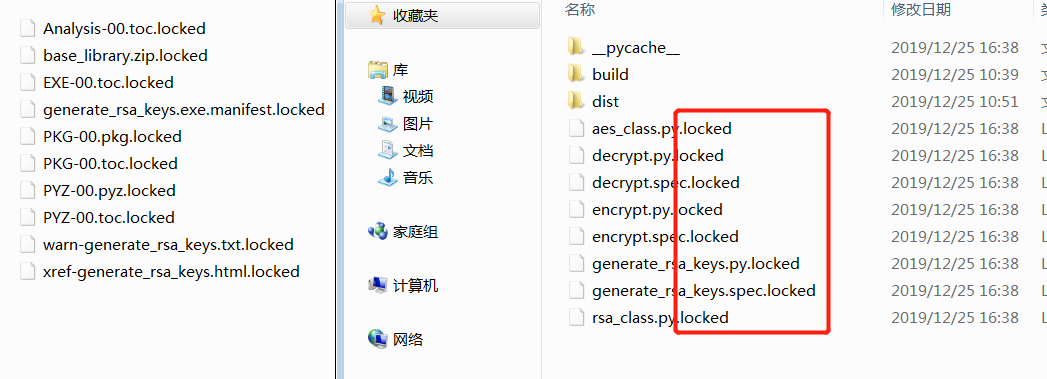 Analysis-00.toc.locked
base_library.zip.locked
EXE-00.toc.locked
generate_rsa_keys.exe.manifest.locked
PKG-00.pkg.locked
PKG-00.toc.locked
PYZ-00.pyz.locked
PYZ-00.toc.locked
warn-generate_rsa_keys.txt.locked
xref-generate_rsa_keys.html.locked
收藏夹
库
视频
图片
文档
音乐
家庭组
计算机
网络
名称 修改日期
__pycache__ 2019/12/25 16:38
build 2019/12/25 10:39
dist 2019/12/25 10:51
aes_class.py.locked 2019/12/25 16:38
decrypt.py.locked 2019/12/25 16:38
decrypt.spec.locked 2019/12/25 16:38
encrypt.py.locked 2019/12/25 16:38
encrypt.spec.locked 2019/12/25 16:38
generate_rsa_keys.py.locked 2019/12/25 16:38
generate_rsa_keys.spec.locked 2019/12/25 16:38
rsa_class.py.locked 2019/12/25 16:38